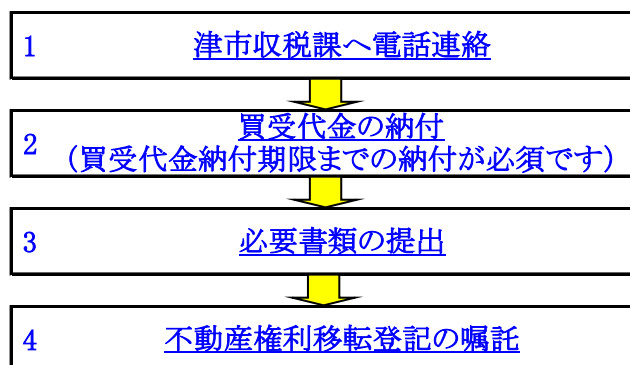 1 津市収税課へ電話連絡
2 買受代金の納付
（買受代金納付期限までの納付が必須です）
3 必要書類の提出
4 不動産権利移転登記の嘱託